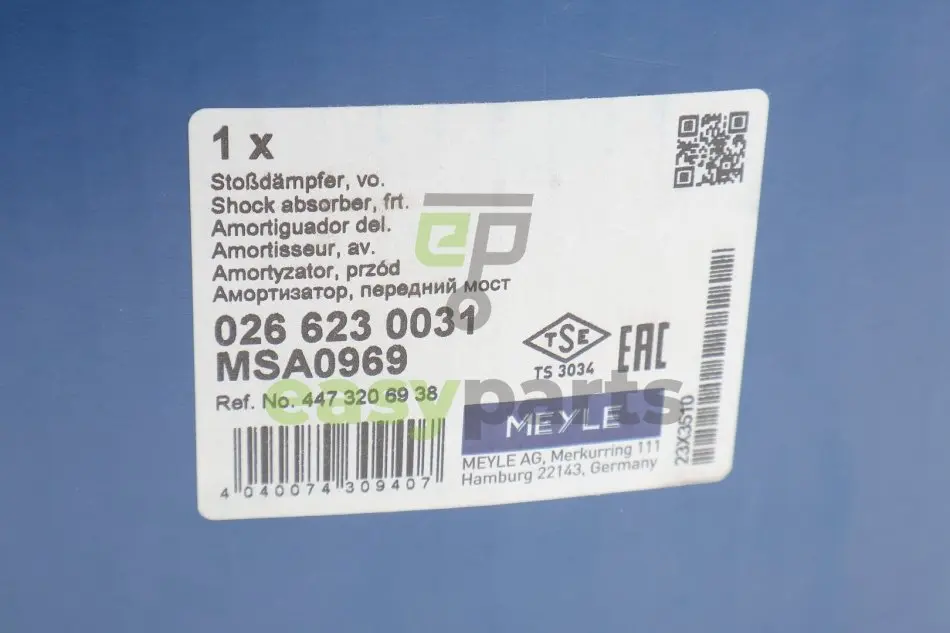 1 x
Stoßdämpfer, vo.
Shock absorber, frt.
Amortiguador del.
Amortisseur, av.
Amortyzator, przód
Амортизатор, передний мост
026 623 0031
MSA0969
Ref. No. 447 320 69 38
4 040074 309407
TSE
TS 3034
EAC
MEYLE
MEYLE AG, Merkurring 111
Hamburg 22143, Germany
23X3510
ep
easyparts